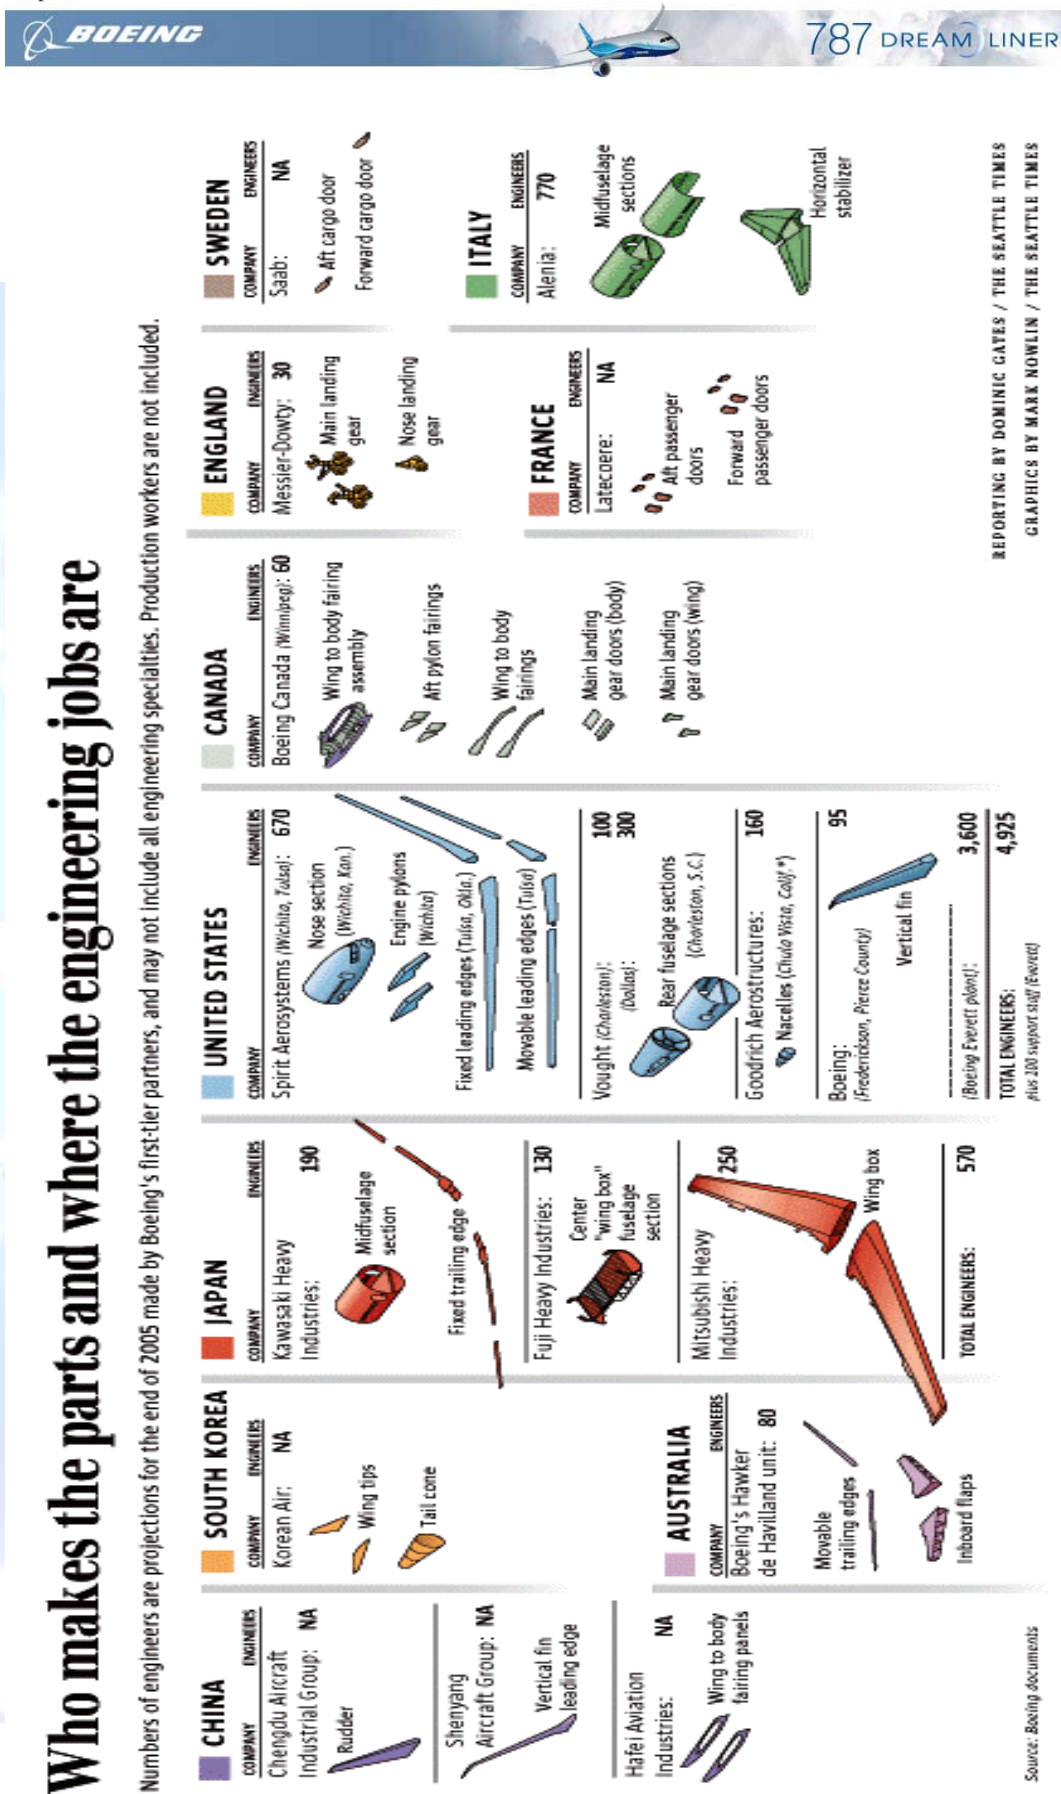 BOEING
787 DREAMLINER
Who makes the parts and where the engineering jobs are
Numbers of engineers are projections for the end of 2005 made by Boeing's first-tier partners, and may not include all engineering specialties. Production workers are not included.
CHINA
COMPANY ENGINEERS
Chengdu Aircraft
Industrial Group: NA
Rudder
Shenyang
Aircraft Group: NA
Vertical fin
leading edge
Hafei Aviation
Industries: NA
Wing to body
fairing panels
SOUTH KOREA
COMPANY ENGINEERS
Korean Air: NA
Wing tips
Tail cone
AUSTRALIA
COMPANY ENGINEERS
Boeing's Hawker
de Havilland unit: 80
Movable
trailing edges
Inboard flaps
JAPAN
COMPANY ENGINEERS
Kawasaki Heavy
Industries: 190
Midfuselage
section
Fixed trailing edge
Fuji Heavy Industries: 130
Center
"wing box"
fuselage
section
Mitsubishi Heavy
Industries: 250
Wing box
TOTAL ENGINEERS: 570
UNITED STATES
COMPANY ENGINEERS
Spirit Aerosystems (Wichita, Tulsa): 670
Nose section
(Wichita, Kan.)
Engine pylons
(Wichita)
Fixed leading edges (Tulsa, Okla.)
Movable leading edges (Tulsa)
Vought (Charleston): 100
(Dallas): 300
Rear fuselage sections
(Charleston, S.C.)
Goodrich Aerostructures: 160
Nacelles (Chula Vista, Calif.*)
Boeing: 95
(Frederickson, Pierce County)
Vertical fin
(Boeing Everett plant): 3,600
TOTAL ENGINEERS: 4,925
plus 200 support staff (Everett)
CANADA
COMPANY ENGINEERS
Boeing Canada (Winnipeg): 60
Wing to body fairing
assembly
Aft pylon fairings
Wing to body
fairings
Main landing
gear doors (body)
Main landing
gear doors (wing)
ENGLAND
COMPANY ENGINEERS
Messier-Dowty: 30
Main landing
gear
Nose landing
gear
FRANCE
COMPANY ENGINEERS
Latecoere: NA
Aft passenger
doors
Forward
passenger doors
SWEDEN
COMPANY ENGINEERS
Saab: NA
Aft cargo door
Forward cargo door
ITALY
COMPANY ENGINEERS
Alenia: 770
Midfuselage
sections
Horizontal
stabilizer
Source: Boeing documents
REPORTING BY DOMINIC GATES / THE SEATTLE TIMES
GRAPHICS BY MARK NOWLIN / THE SEATTLE TIMES